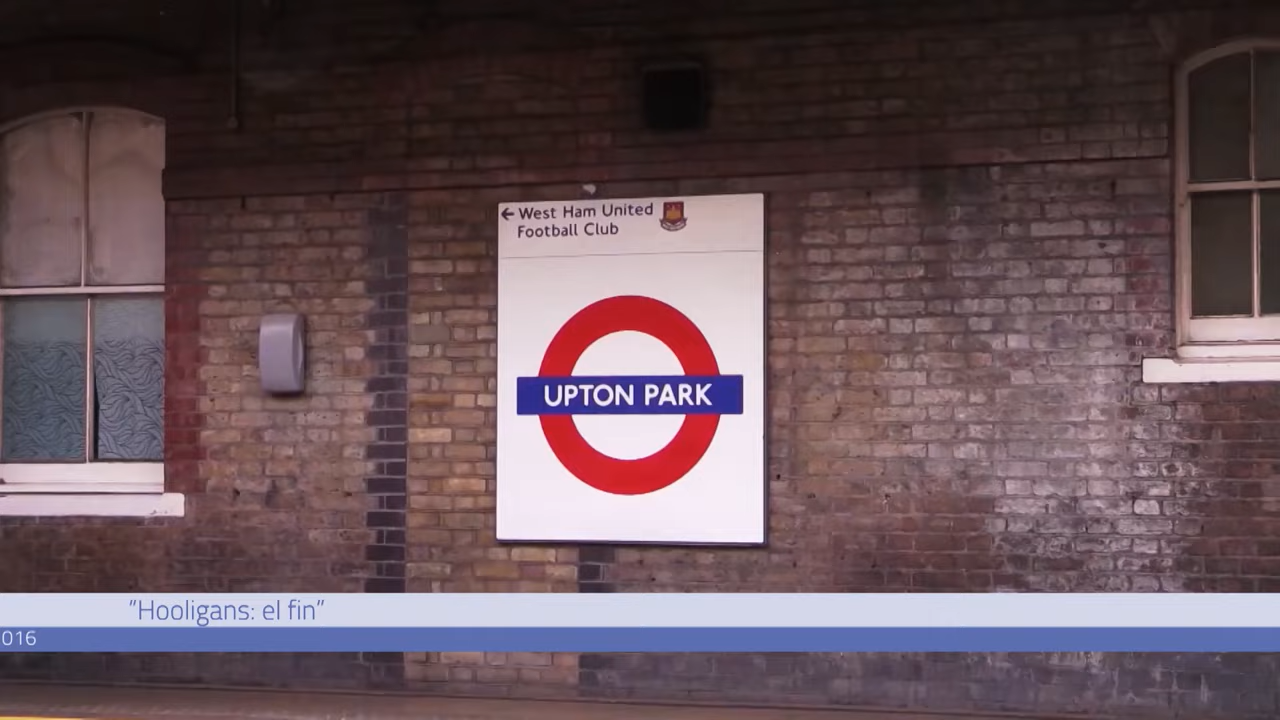 ← West Ham United
Football Club
UPTON PARK
"Hooligans: el fin"
016